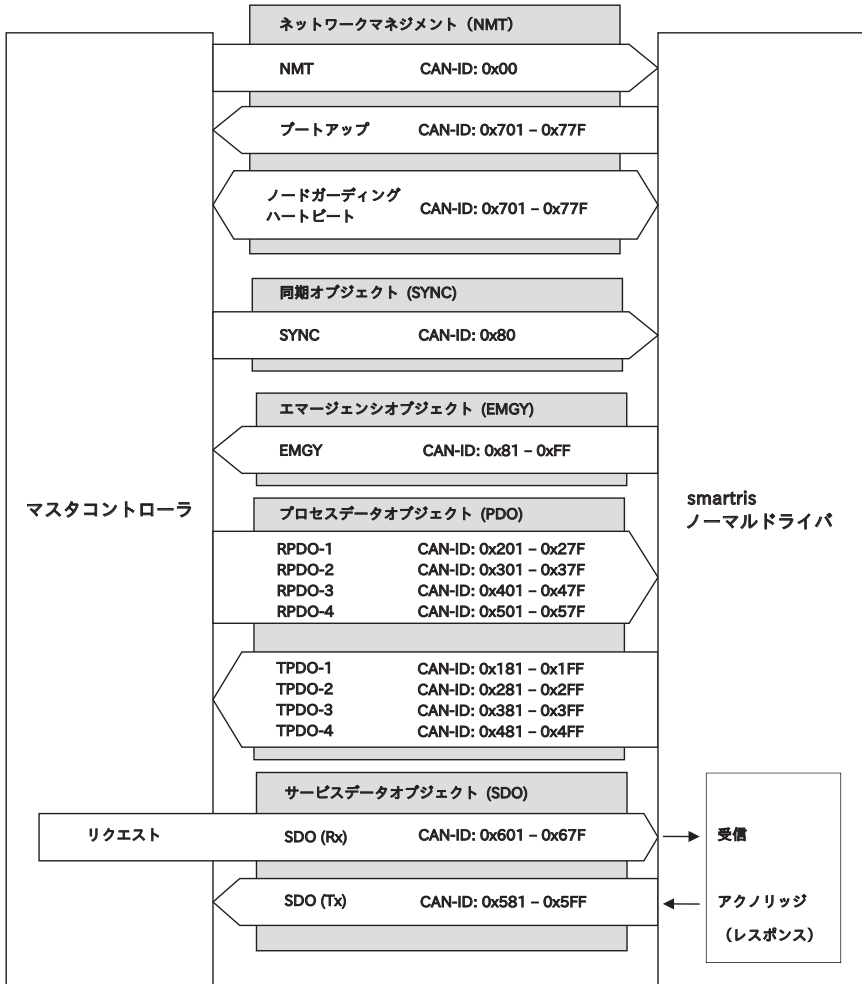 ネットワークマネジメント（NMT）
NMT CAN-ID: 0x00
ブートアップ CAN-ID: 0x701 – 0x77F
ノードガーディング
ハートビート CAN-ID: 0x701 – 0x77F
同期オブジェクト (SYNC)
SYNC CAN-ID: 0x80
エマージェンシオブジェクト (EMGY)
EMGY CAN-ID: 0x81 – 0xFF
マスタコントローラ
smartris
ノーマルドライバ
プロセスデータオブジェクト (PDO)
RPDO-1 CAN-ID: 0x201 – 0x27F
RPDO-2 CAN-ID: 0x301 – 0x37F
RPDO-3 CAN-ID: 0x401 – 0x47F
RPDO-4 CAN-ID: 0x501 – 0x57F
TPDO-1 CAN-ID: 0x181 – 0x1FF
TPDO-2 CAN-ID: 0x281 – 0x2FF
TPDO-3 CAN-ID: 0x381 – 0x3FF
TPDO-4 CAN-ID: 0x481 – 0x4FF
サービスデータオブジェクト (SDO)
リクエスト SDO (Rx) CAN-ID: 0x601 – 0x67F 受信
SDO (Tx) CAN-ID: 0x581 – 0x5FF アクノリッジ
（レスポンス）